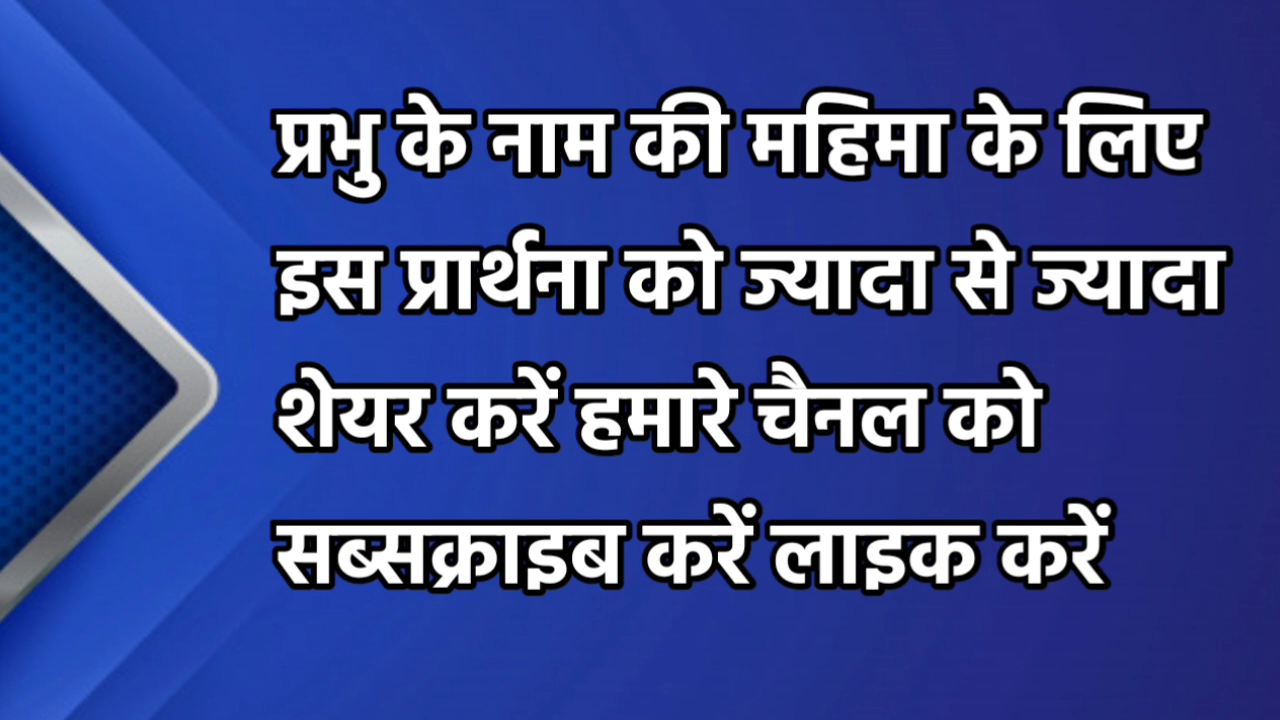 प्रभु के नाम की महिमा के लिए
इस प्रार्थना को ज्यादा से ज्यादा
शेयर करें हमारे चैनल को
सब्सक्राइब करें लाइक करें